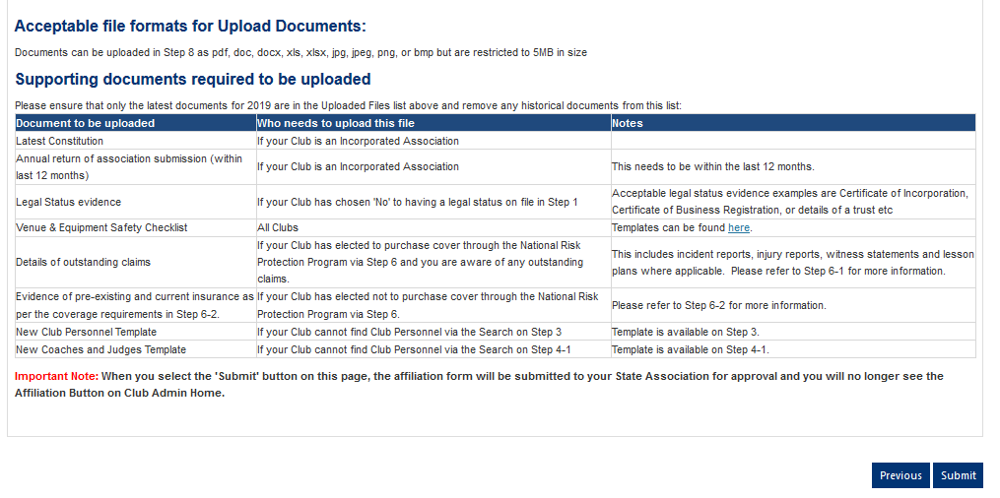 Acceptable file formats for Upload Documents:
Documents can be uploaded in Step 8 as pdf, doc, docx, xls, xlsx, jpg, jpeg, png, or bmp but are restricted to 5MB in size
Supporting documents required to be uploaded
Please ensure that only the latest documents for 2019 are in the Uploaded Files list above and remove any historical documents from this list:
Document to be uploaded Who needs to upload this file Notes
Latest Constitution If your Club is an Incorporated Association
Annual return of association submission (within
last 12 months)
If your Club is an Incorporated Association
This needs to be within the last 12 months.
Legal Status evidence
If your Club has chosen 'No' to having a legal status on file in Step 1
Acceptable legal status evidence examples are Certificate of Incorporation,
Certificate of Business Registration, or details of a trust etc
Venue & Equipment Safety Checklist All Clubs Templates can be found here.
Details of outstanding claims
If your Club has elected to purchase cover through the National Risk
Protection Program via Step 6 and you are aware of any outstanding
claims.
This includes incident reports, injury reports, witness statements and lesson
plans where applicable. Please refer to Step 6-1 for more information.
Evidence of pre-existing and current insurance as
per the coverage requirements in Step 6-2.
If your Club has elected not to purchase cover through the National Risk
Protection Program via Step 6.
Please refer to Step 6-2 for more information.
New Club Personnel Template If your Club cannot find Club Personnel via the Search on Step 3 Template is available on Step 3.
New Coaches and Judges Template If your Club cannot find Club Personnel via the Search on Step 4-1 Template is available on Step 4-1.
Important Note: When you select the 'Submit' button on this page, the affiliation form will be submitted to your State Association for approval and you will no longer see the
Affiliation Button on Club Admin Home.
Previous Submit